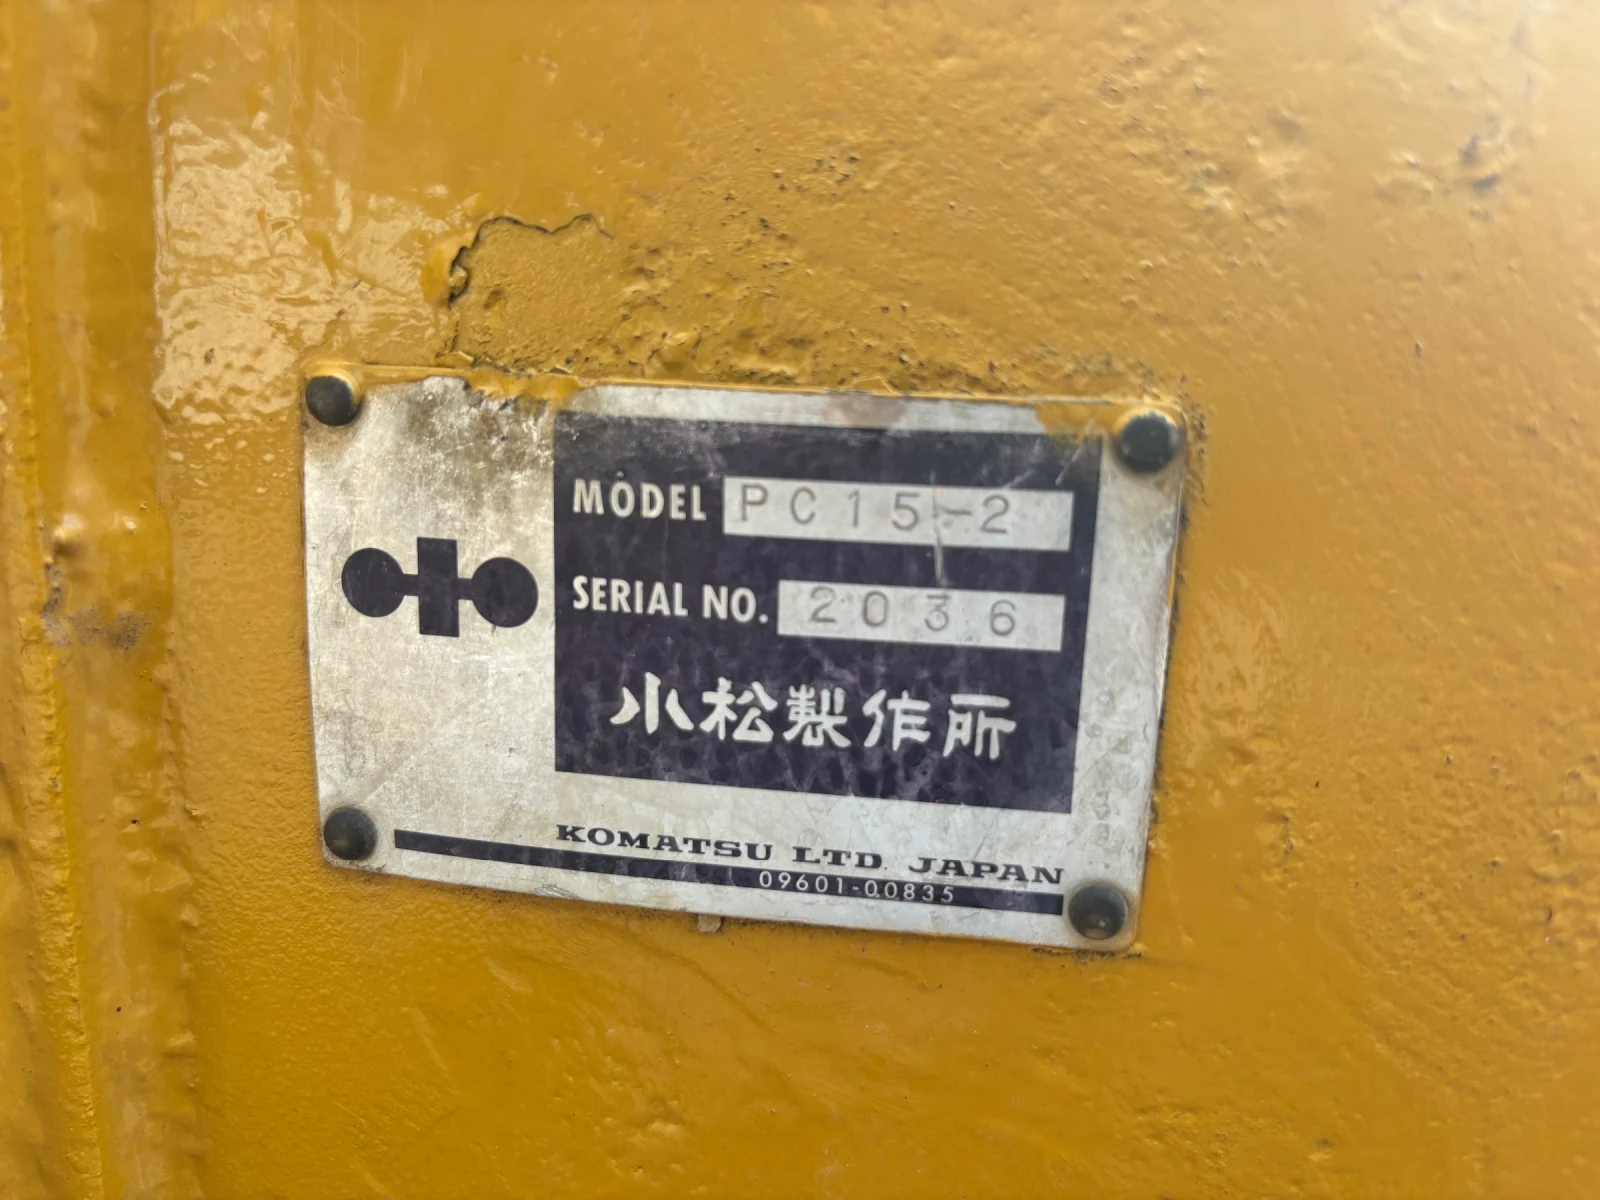 MODEL PC15-2
SERIAL NO. 2036
小松製作所
KOMATSU LTD. JAPAN
09601-00835